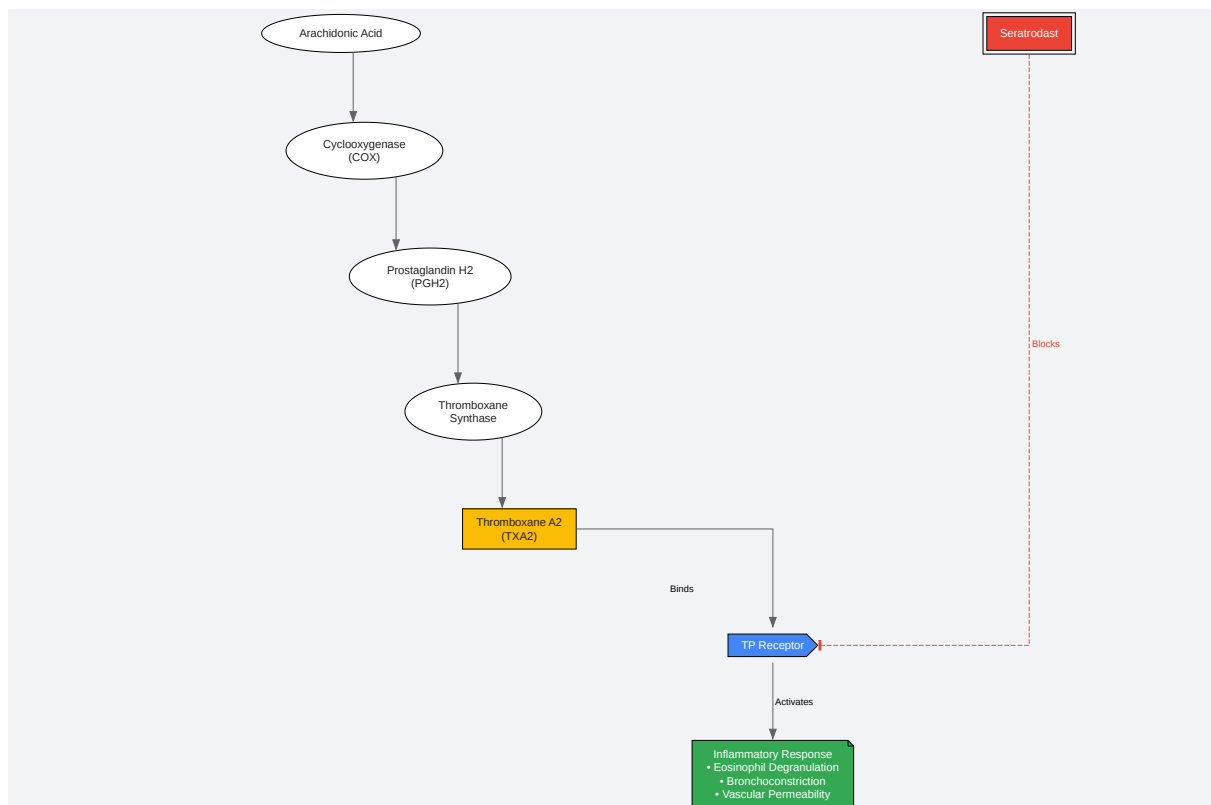 Arachidonic Acid
Seratrodast
Cyclooxygenase
(COX)
Prostaglandin H2
(PGH2)
Blocks
Thromboxane
Synthase
Thromboxane A2
(TXA2)
Binds
TP Receptor
Activates
Inflammatory Response
• Eosinophil Degranulation
• Bronchoconstriction
• Vascular Permeability